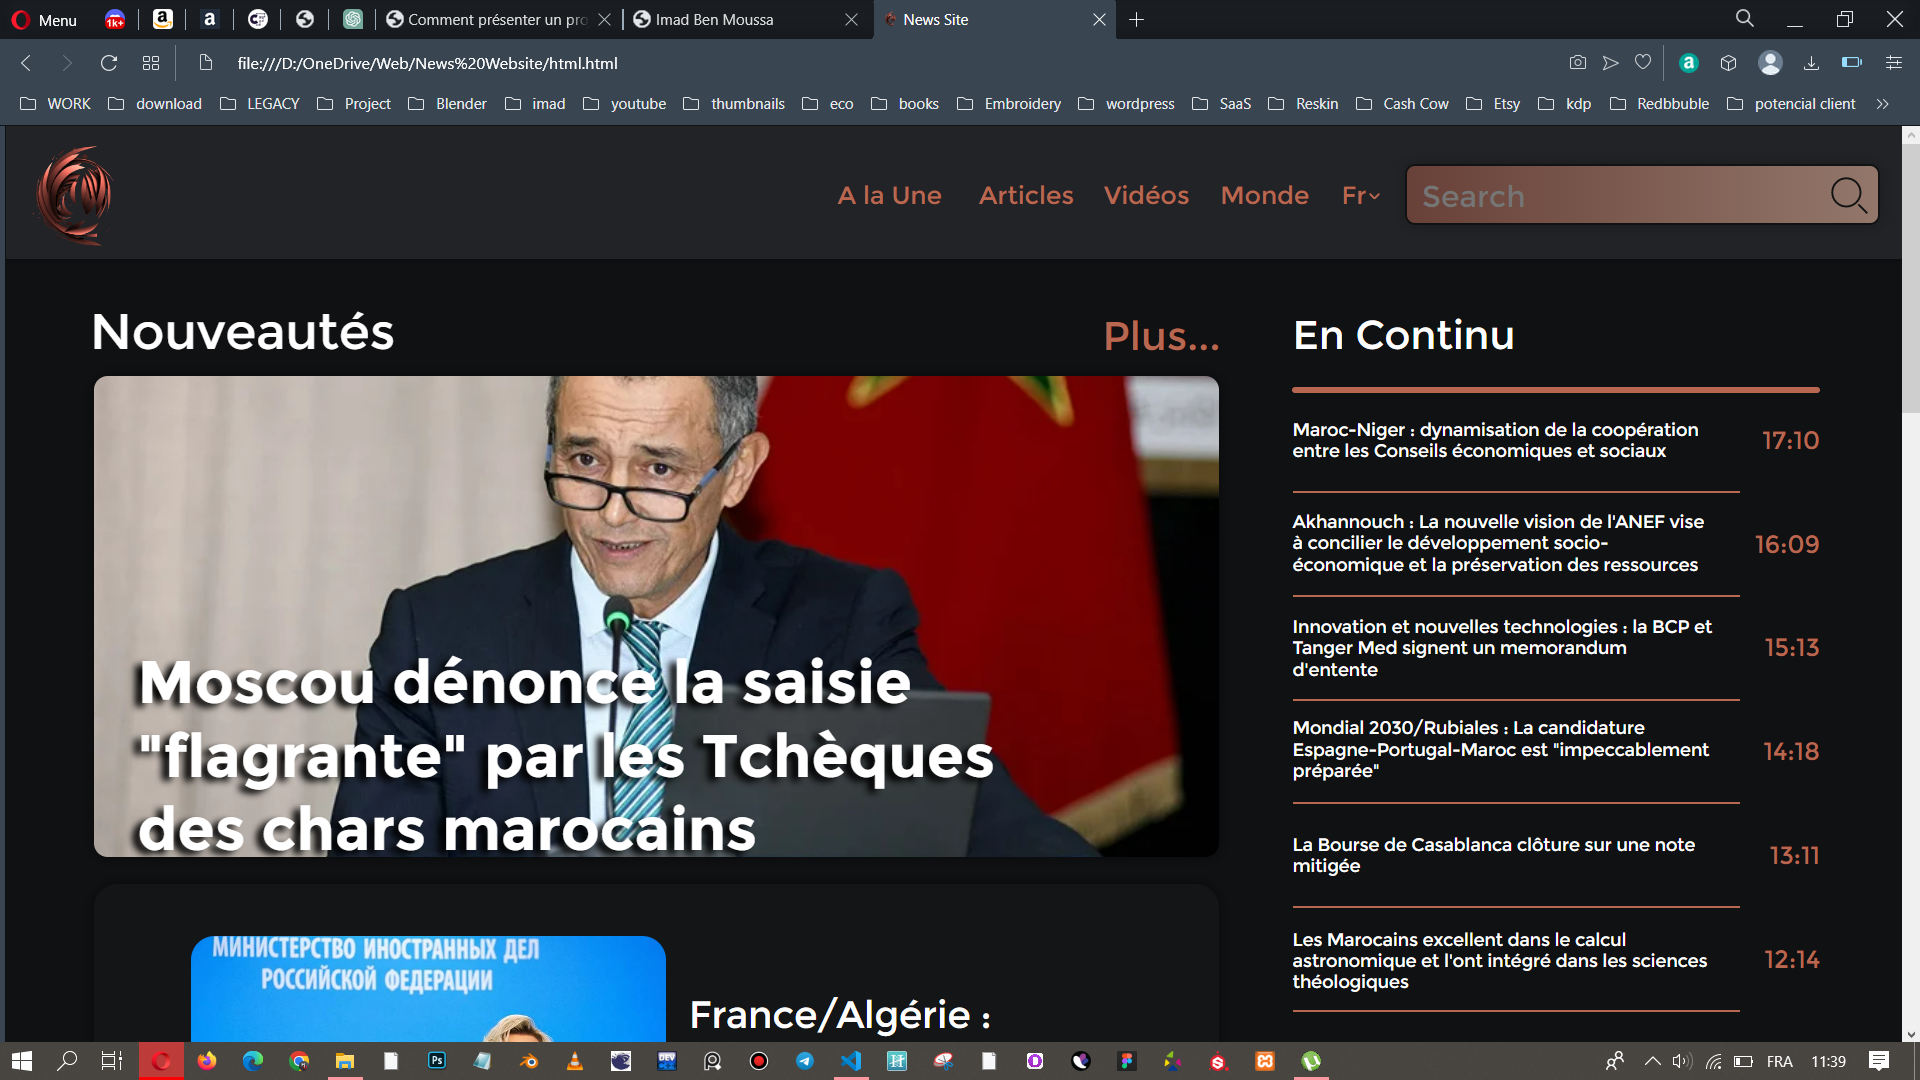 Menu
1k+
Comment présenter un pro
Imad Ben Moussa
News Site
file:///D:/OneDrive/Web/News%20Website/html.html
WORK
download
LEGACY
Project
Blender
imad
youtube
thumbnails
eco
books
Embroidery
wordpress
SaaS
Reskin
Cash Cow
Etsy
kdp
Redbbuble
potencial client
A la Une
Articles
Vidéos
Monde
Fr
Search
Nouveautés
Plus...
Moscou dénonce la saisie
"flagrante" par les Tchèques
des chars marocains
МИНИСТЕРСТВО ИНОСТРАННЫХ ДЕЛ
РОССИЙСКОЙ ФЕДЕРАЦИИ
France/Algérie :
En Continu
Maroc-Niger : dynamisation de la coopération
entre les Conseils économiques et sociaux
17:10
Akhannouch : La nouvelle vision de l'ANEF vise
à concilier le développement socio-
économique et la préservation des ressources
16:09
Innovation et nouvelles technologies : la BCP et
Tanger Med signent un memorandum
d'entente
15:13
Mondial 2030/Rubiales : La candidature
Espagne-Portugal-Maroc est "impeccablement
préparée"
14:18
La Bourse de Casablanca clôture sur une note
mitigée
13:11
Les Marocains excellent dans le calcul
astronomique et l'ont intégré dans les sciences
théologiques
12:14
Ps
DEV
FRA
11:39